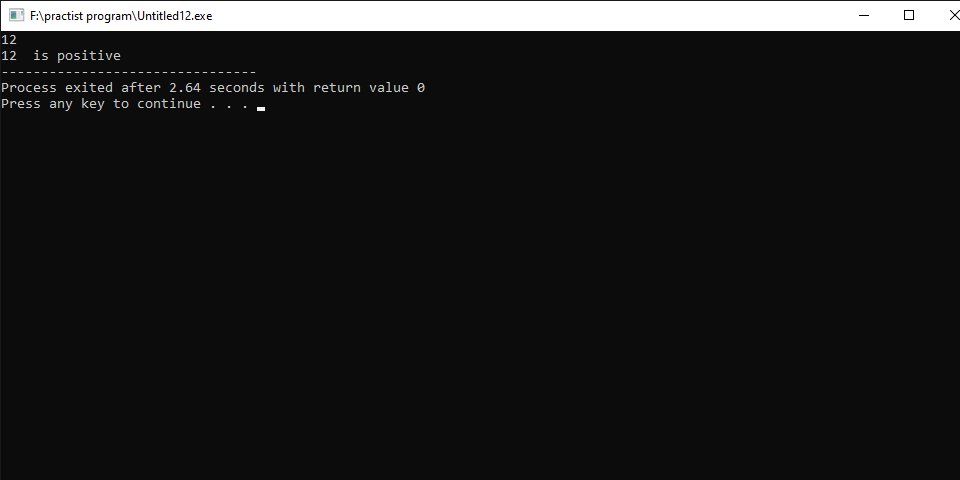 F:\practist program\Untitled12.exe
12
12  is positive
--------------------------------
Process exited after 2.64 seconds with return value 0
Press any key to continue . . .